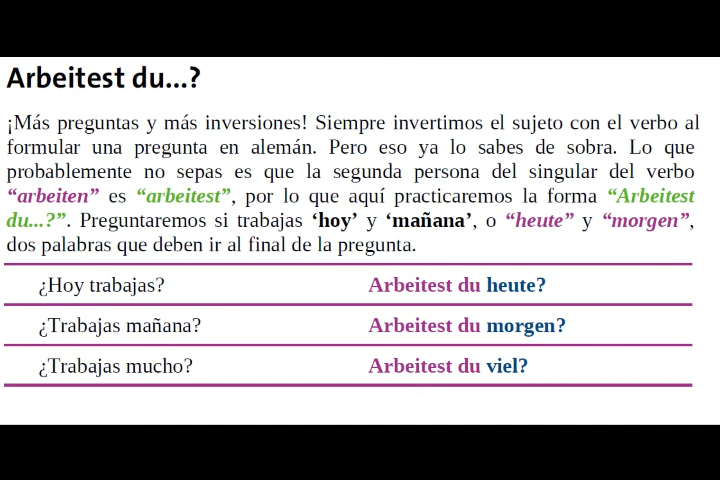 Arbeitest du...?
¡Más preguntas y más inversiones! Siempre invertimos el sujeto con el verbo al
formular una pregunta en alemán. Pero eso ya lo sabes de sobra. Lo que
probablemente no sepas es que la segunda persona del singular del verbo
“arbeiten” es “arbeitest”, por lo que aquí practicaremos la forma “Arbeitest
du...?”. Preguntaremos si trabajas ‘hoy’ y ‘mañana’, o “heute” y “morgen”,
dos palabras que deben ir al final de la pregunta.
¿Hoy trabajas? Arbeitest du heute?
¿Trabajas mañana? Arbeitest du morgen?
¿Trabajas mucho? Arbeitest du viel?